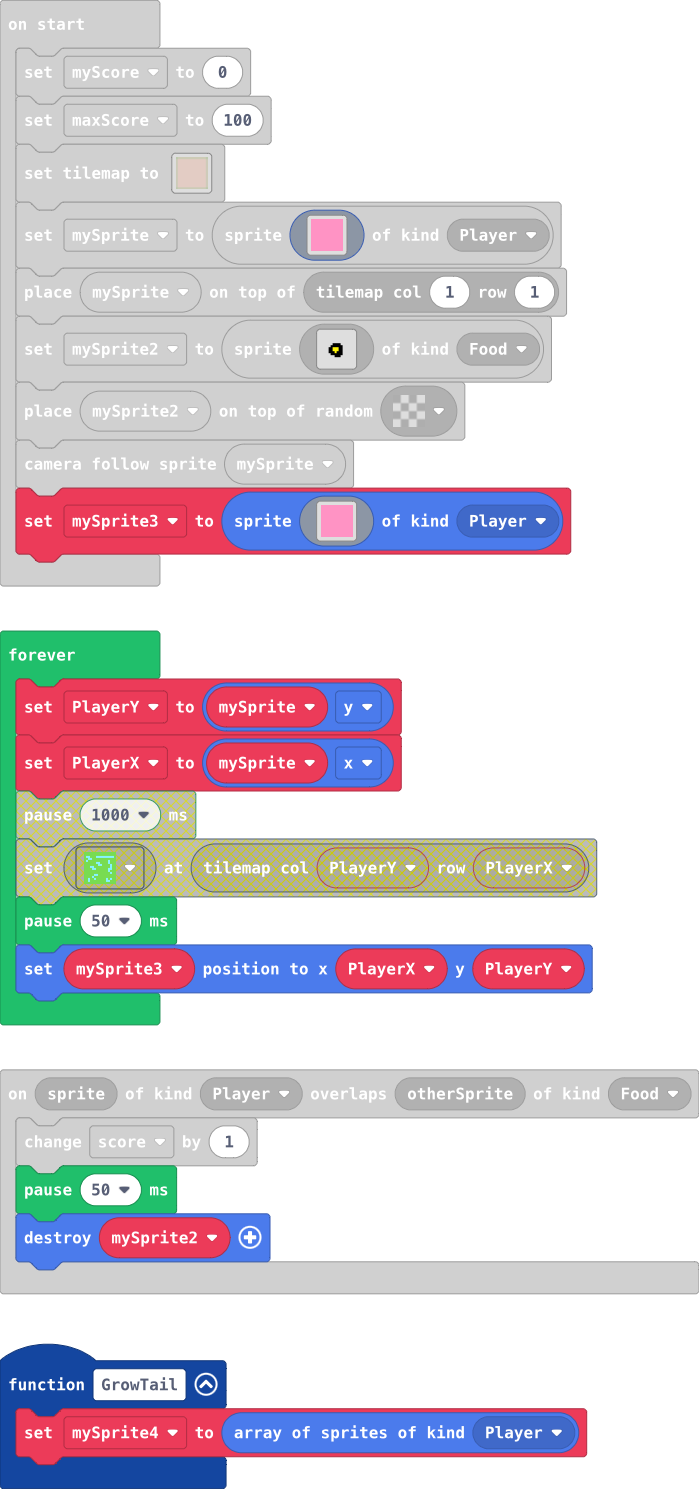 on start
set myScore to 0
set maxScore to 100
set tilemap to
set mySprite to sprite of kind Player
place mySprite on top of tilemap col 1 row 1
set mySprite2 to sprite of kind Food
place mySprite2 on top of random
camera follow sprite mySprite
set mySprite3 to sprite of kind Player
forever
set PlayerY to mySprite y
set PlayerX to mySprite x
pause 1000 ms
set at tilemap col PlayerY row PlayerX
pause 50 ms
set mySprite3 position to x PlayerX y PlayerY
on sprite of kind Player overlaps otherSprite of kind Food
change score by 1
pause 50 ms
destroy mySprite2
function GrowTail
set mySprite4 to array of sprites of kind Player